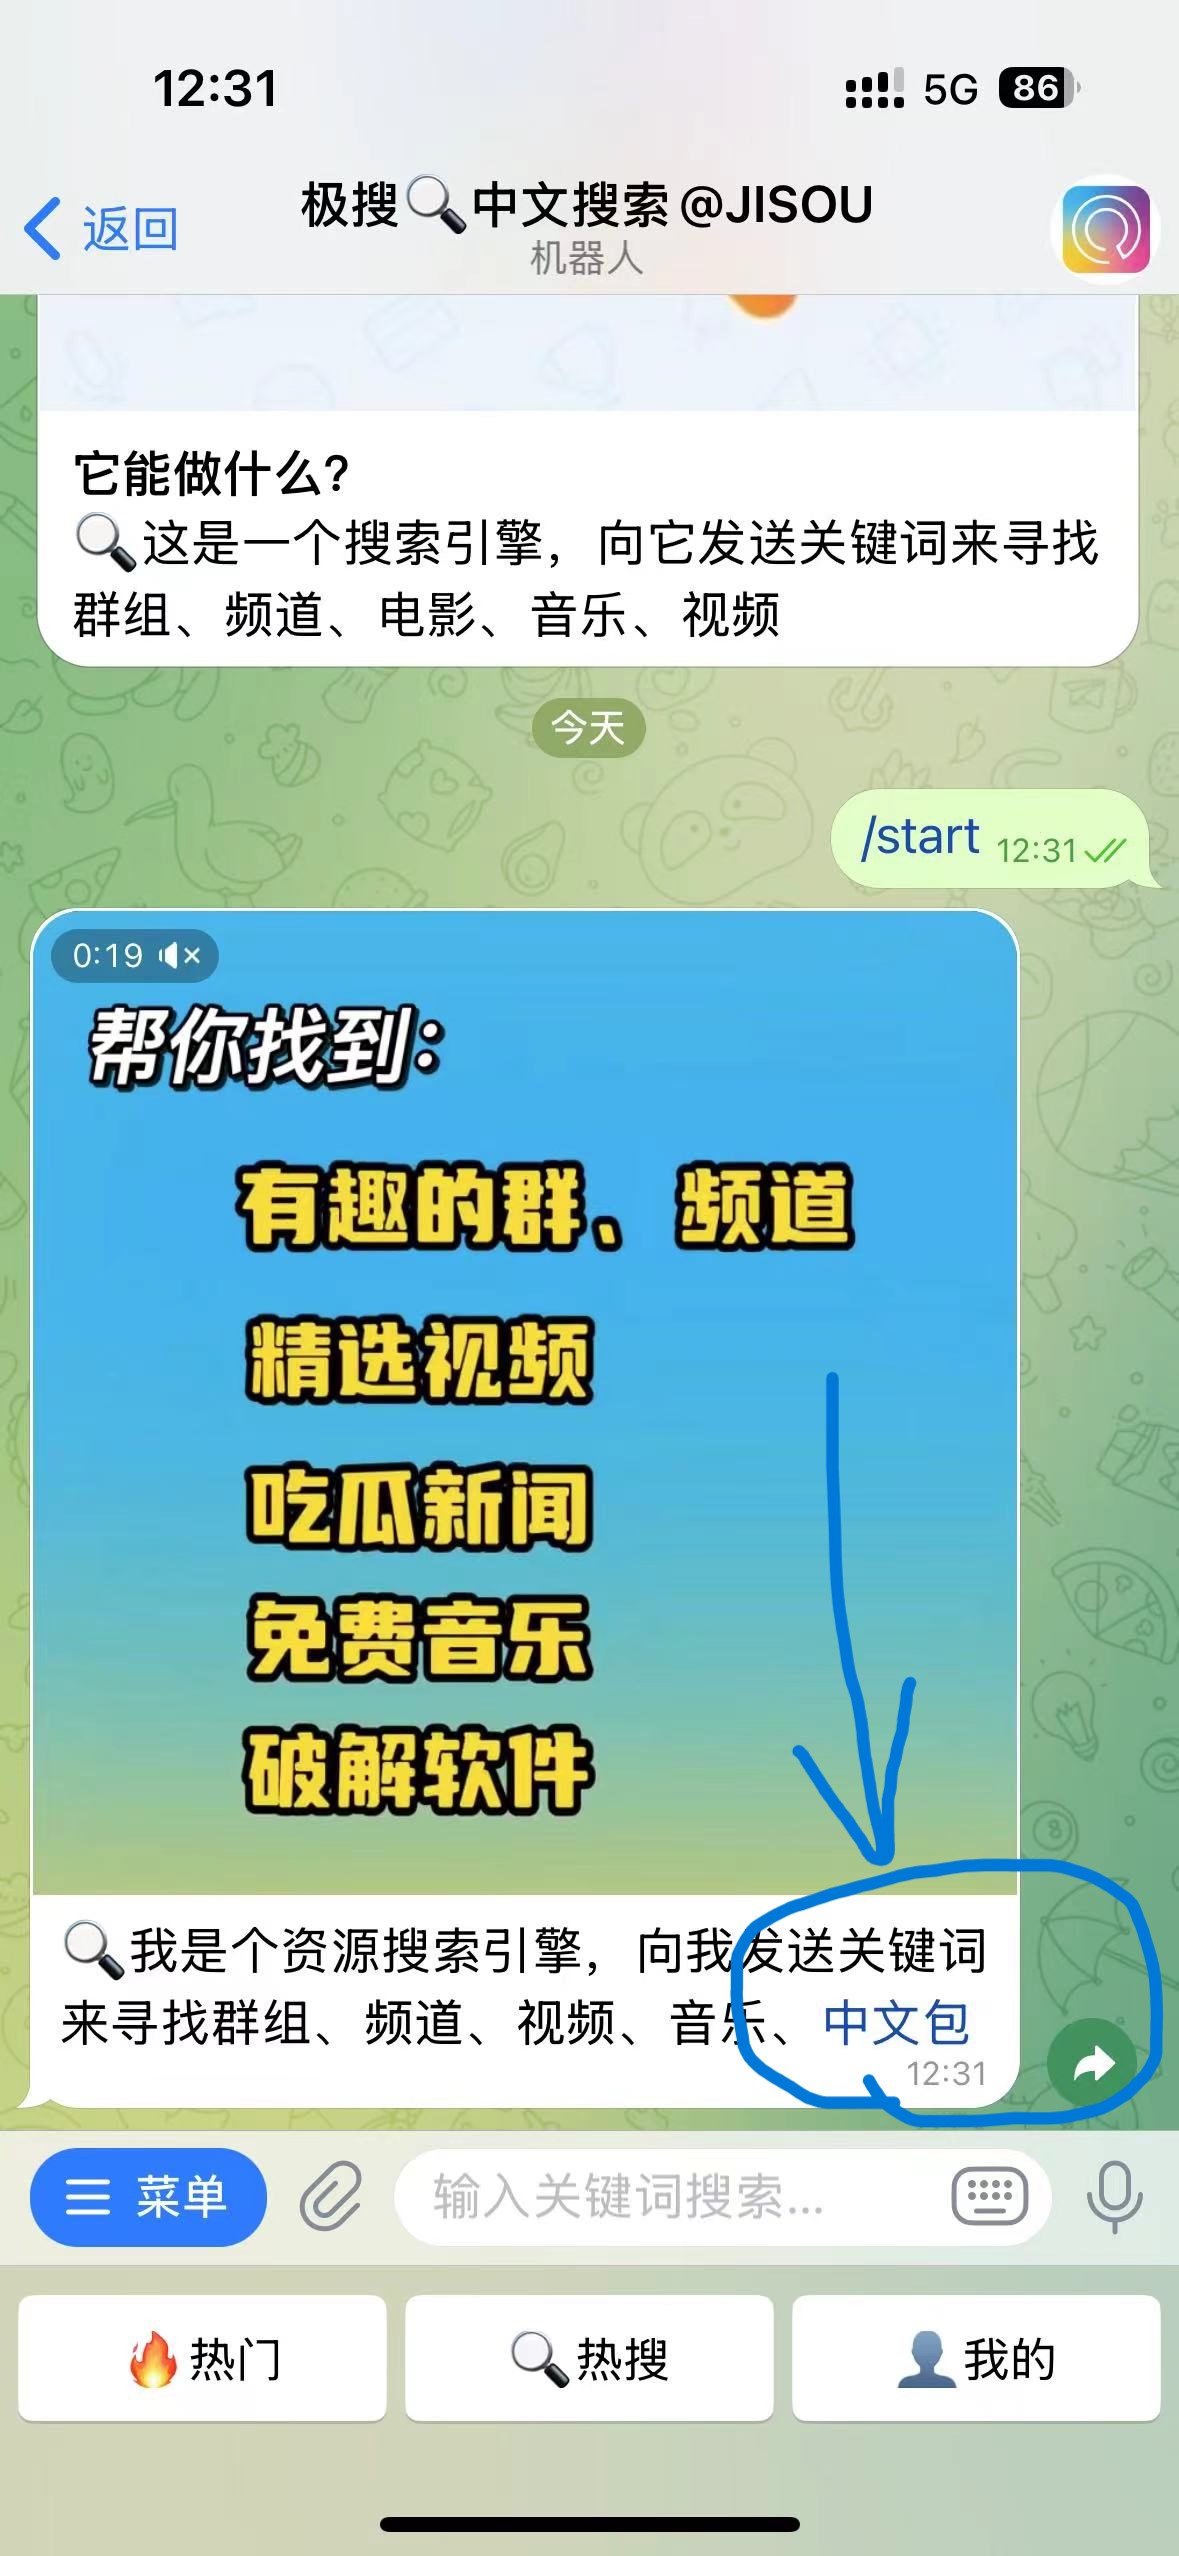 12:31
5G 86
返回
极搜🔍中文搜索 @JISOU
机器人
它能做什么?
🔍这是一个搜索引擎，向它发送关键词来寻找
群组、频道、电影、音乐、视频
今天
/start 12:31
0:19
帮你找到：
有趣的群、频道
精选视频
吃瓜新闻
免费音乐
破解软件
🔍我是个资源搜索引擎，向我发送关键词
来寻找群组、频道、视频、音乐、中文包
12:31
菜单
输入关键词搜索...
🔥热门
🔍热搜
👤我的